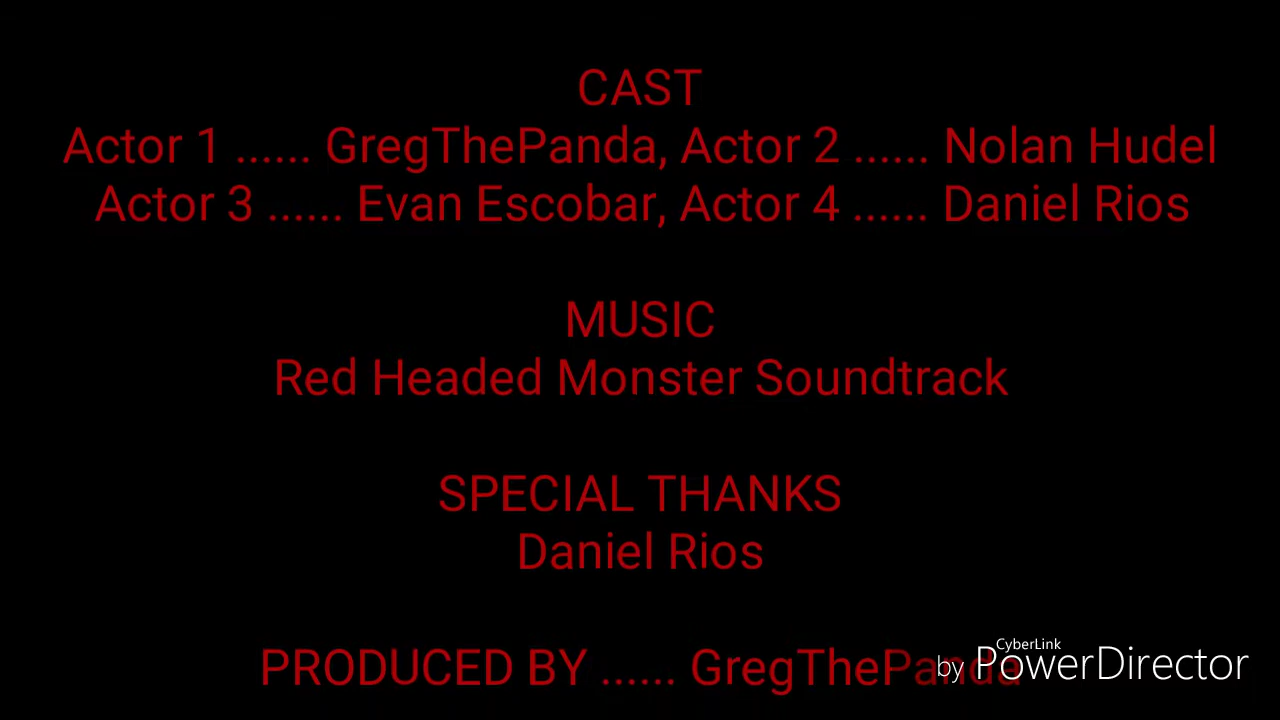 CAST
Actor 1 ...... GregThePanda, Actor 2 ...... Nolan Hudel
Actor 3 ...... Evan Escobar, Actor 4 ...... Daniel Rios
MUSIC
Red Headed Monster Soundtrack
SPECIAL THANKS
Daniel Rios
PRODUCED BY ...... GregThePanda
CyberLink
by PowerDirector